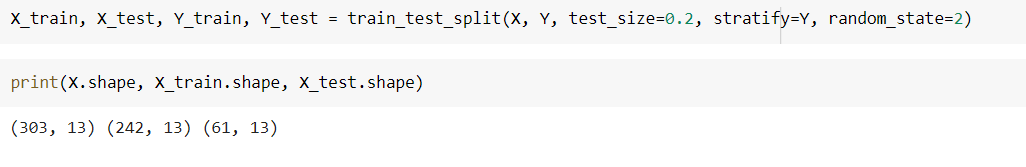 X_train, X_test, Y_train, Y_test = train_test_split(X, Y, test_size=0.2, stratify=Y, random_state=2)
print(X.shape, X_train.shape, X_test.shape)
(303, 13) (242, 13) (61, 13)